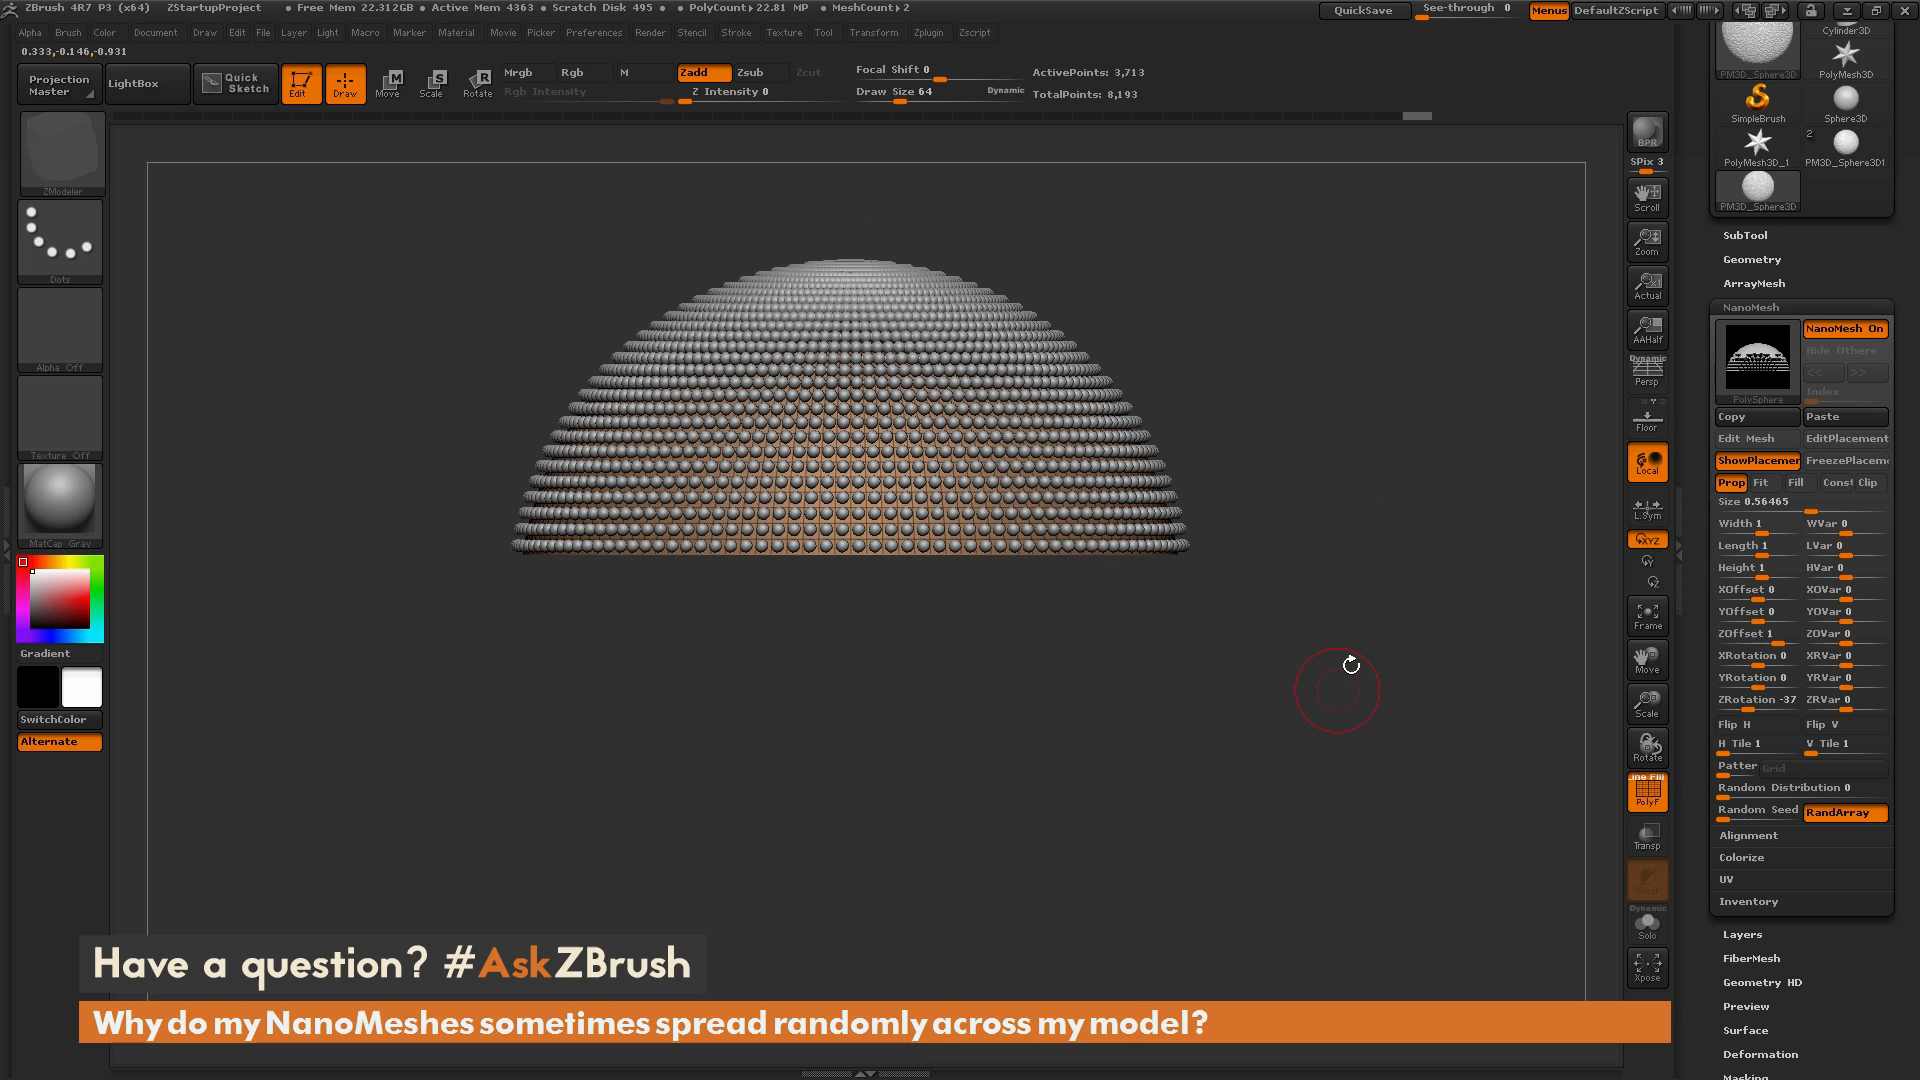 ZBrush 4R7 P3 (x64) ZStartupProject • Free Mem 22.312GB • Active Mem 4363 • Scratch Disk 495 • • PolyCount▸22.81 MP • MeshCount▸2 QuickSave See-through 0 Menus DefaultZScript
Alpha Brush Color Document Draw Edit File Layer Light Macro Marker Material Movie Picker Preferences Render Stencil Stroke Texture Tool Transform Zplugin Zscript
0.333,-0.146,-0.931
Projection Master
LightBox
Quick Sketch
Edit
Draw
Move
Scale
Rotate
Mrgb Rgb M Zadd Zsub Zcut
Rgb Intensity Z Intensity 0
Focal Shift 0
Draw Size 64 Dynamic
ActivePoints: 3,713
TotalPoints: 8,193
ZModeler
Dots
Alpha Off
Texture Off
MatCap Gray
Gradient
SwitchColor
Alternate
BPR
SPix 3
Scroll
Zoom
Actual
AAHalf
Dynamic
Persp
Floor
Local
L.Sym
XYZ
Y
Z
Frame
Move
Scale
Rotate
ine Fill
PolyF
Transp
Ghost
Dynamic
Solo
Xpose
Cylinder3D
PM3D_Sphere3D PolyMesh3D
SimpleBrush Sphere3D
2
PolyMesh3D_1 PM3D_Sphere3D1
PM3D_Sphere3D
SubTool
Geometry
ArrayMesh
NanoMesh
NanoMesh On
Hide Others
<< >>
Index
PolySphere
Copy Paste
Edit Mesh EditPlacement
ShowPlacemen FreezePlacem
Prop Fit Fill Const Clip
Size 0.56465
Width 1 WVar 0
Length 1 LVar 0
Height 1 HVar 0
XOffset 0 XOVar 0
YOffset 0 YOVar 0
ZOffset 1 ZOVar 0
XRotation 0 XRVar 0
YRotation 0 YRVar 0
ZRotation -37 ZRVar 0
Flip H Flip V
H Tile 1 V Tile 1
Patter Grid
Random Distribution 0
Random Seed RandArray
Alignment
Colorize
UV
Inventory
Layers
FiberMesh
Geometry HD
Preview
Surface
Deformation
Masking
Have a question? #AskZBrush
Why do my NanoMeshes sometimes spread randomly across my model?